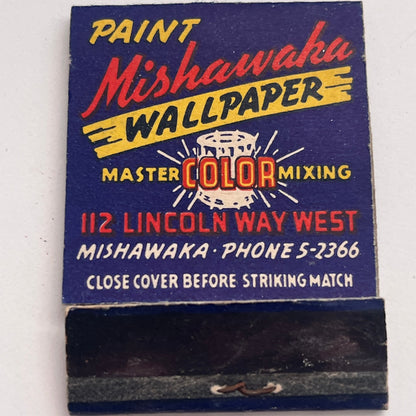 PAINT
Mishawaka
WALLPAPER
MASTER COLOR MIXING
112 LINCOLN WAY WEST
MISHAWAKA · PHONE 5-2366
CLOSE COVER BEFORE STRIKING MATCH